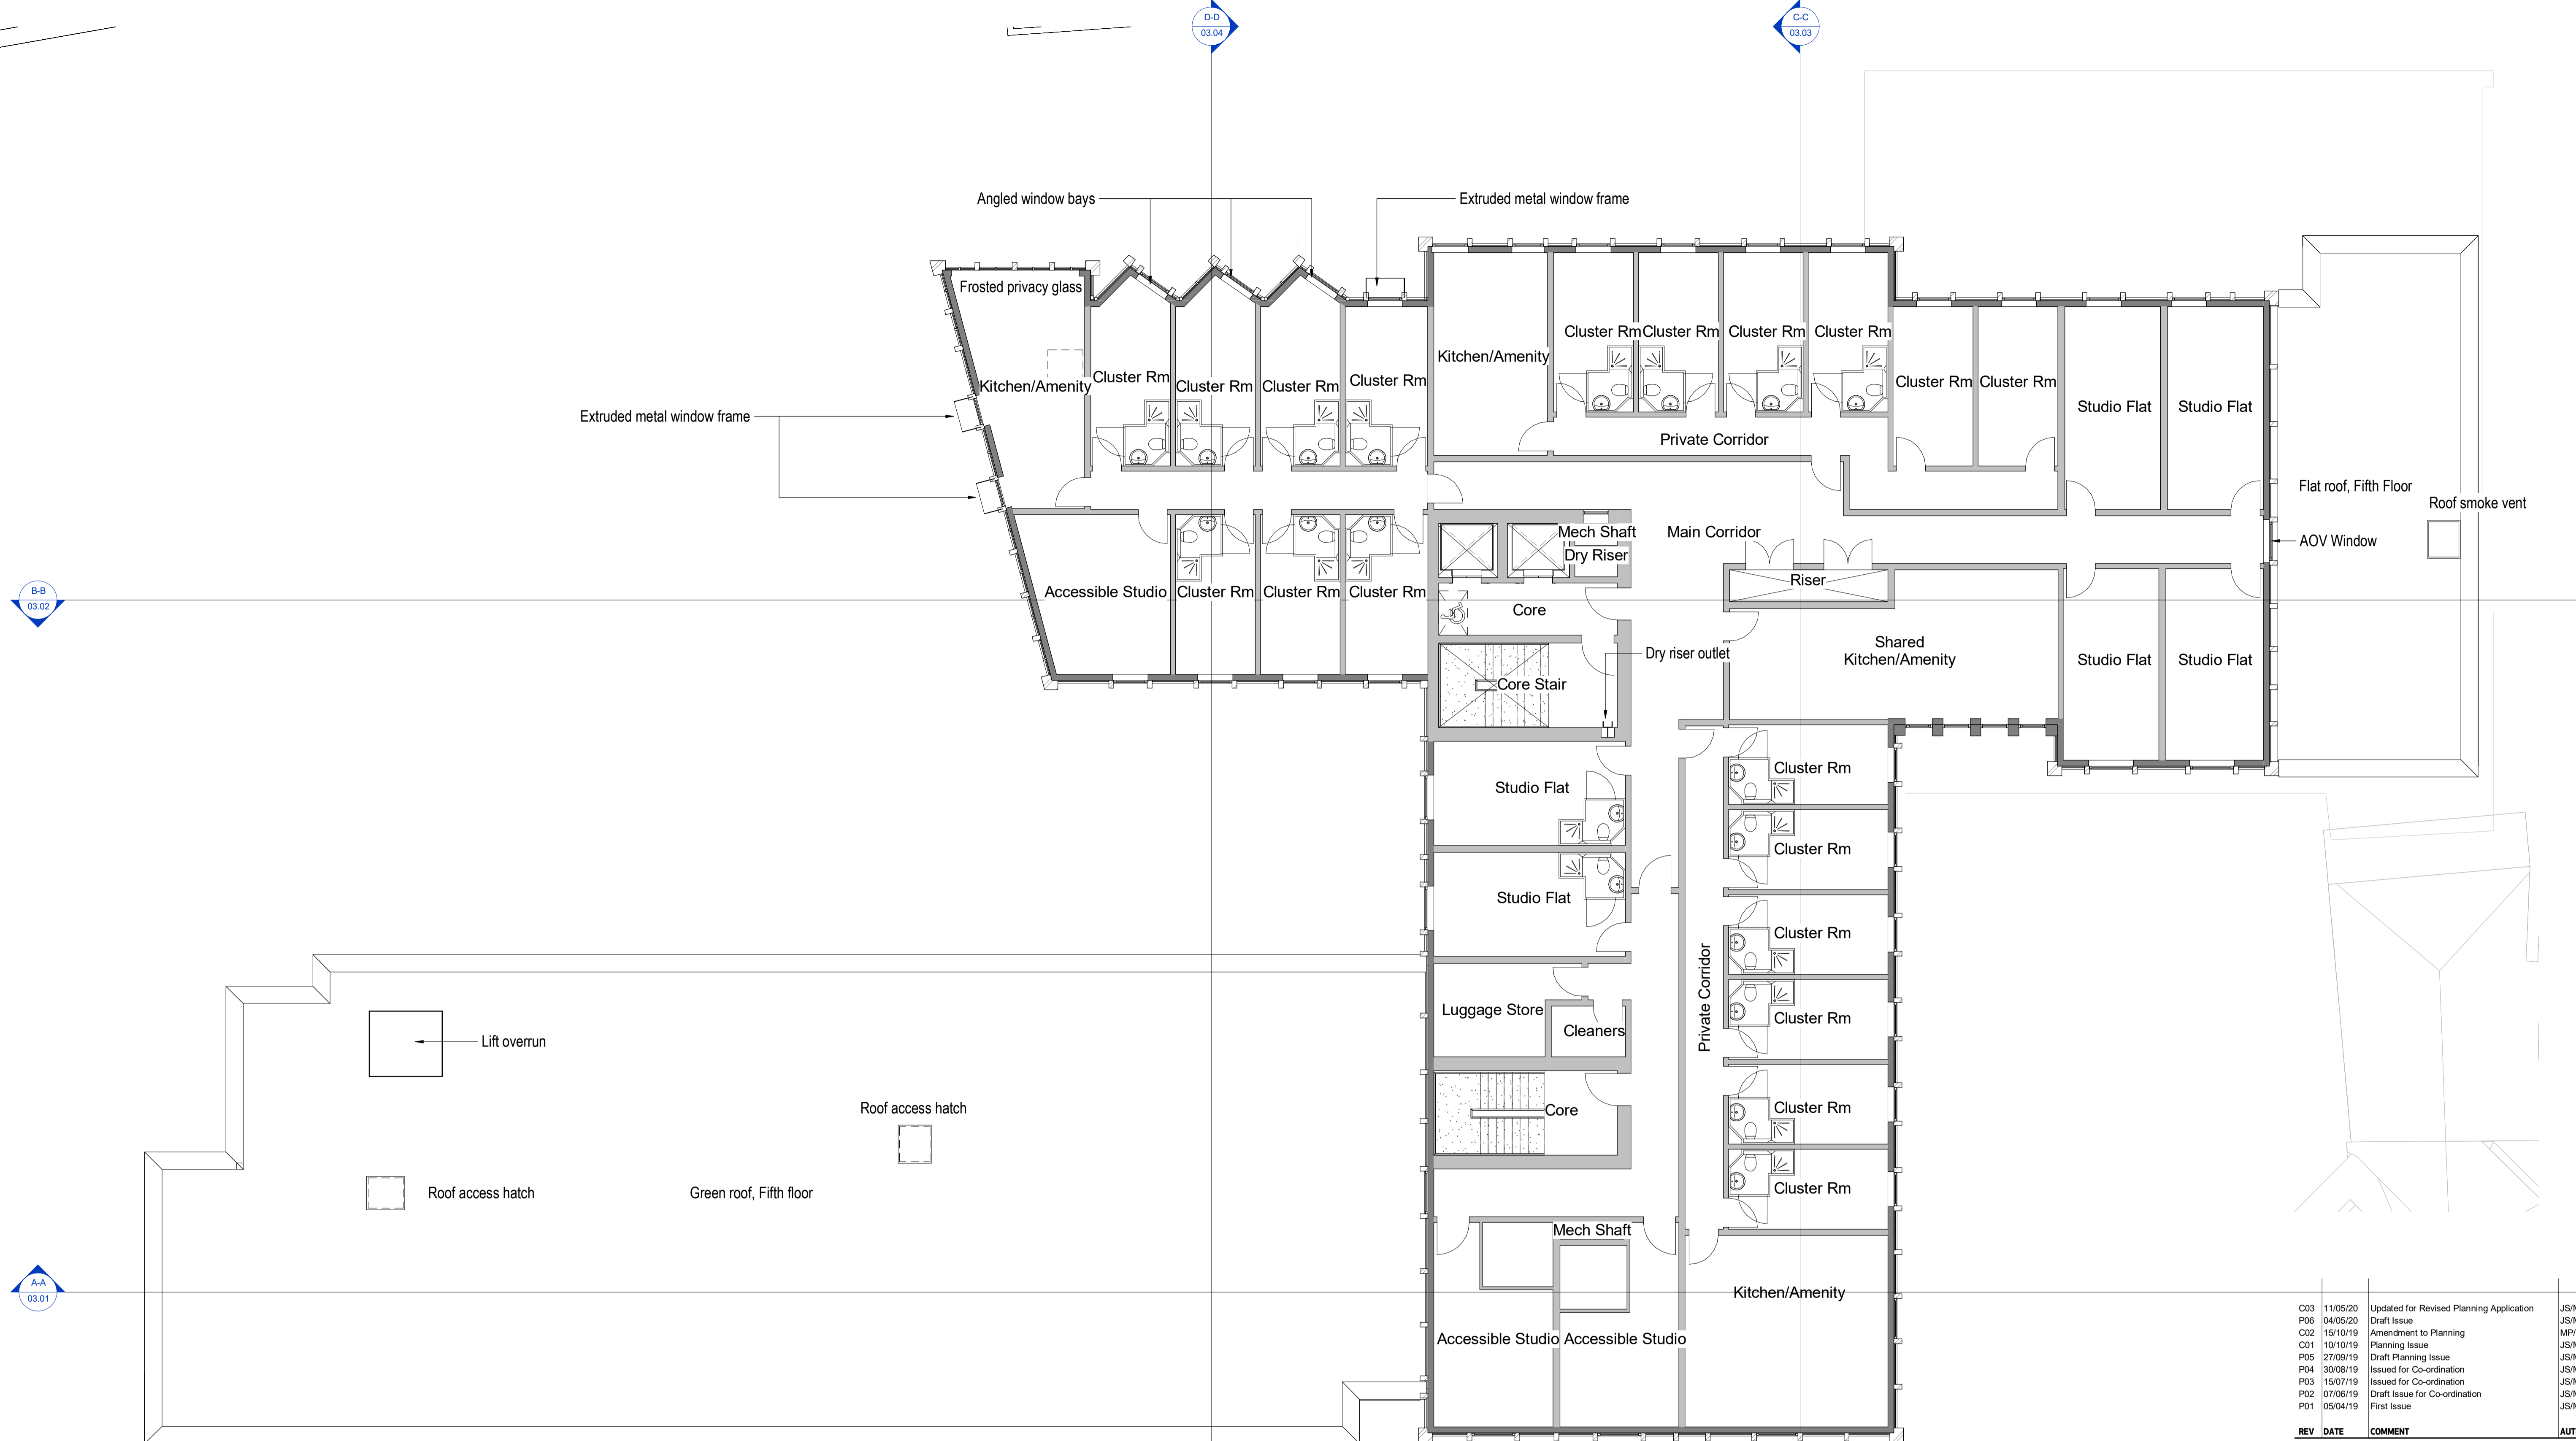 D-D
03.04
C-C
03.03
Angled window bays
Extruded metal window frame
Frosted privacy glass
Cluster Rm
Cluster Rm
Cluster Rm
Cluster Rm
Kitchen/Amenity
Kitchen/Amenity
Cluster Rm
Cluster Rm
Cluster Rm
Cluster Rm
Cluster Rm
Cluster Rm
Studio Flat
Studio Flat
Extruded metal window frame
Private Corridor
Flat roof, Fifth Floor
Roof smoke vent
Mech Shaft
Main Corridor
AOV Window
Dry Riser
Riser
B-B
03.02
Accessible Studio
Cluster Rm
Cluster Rm
Cluster Rm
Core
Shared
Kitchen/Amenity
Dry riser outlet
Studio Flat
Studio Flat
Core Stair
Cluster Rm
Studio Flat
Cluster Rm
Studio Flat
Cluster Rm
Private Corridor
Luggage Store
Cluster Rm
Cleaners
Lift overrun
Roof access hatch
Core
Cluster Rm
Roof access hatch
Green roof, Fifth floor
Cluster Rm
Mech Shaft
A-A
03.01
Kitchen/Amenity
Accessible Studio
Accessible Studio
C03 11/05/20 Updated for Revised Planning Application JS/
P06 04/05/20 Draft Issue JS/
C02 15/10/19 Amendment to Planning MP/
C01 10/10/19 Planning Issue JS/
P05 27/09/19 Draft Planning Issue JS/
P04 30/08/19 Issued for Co-ordination JS/
P03 15/07/19 Issued for Co-ordination JS/
P02 07/06/19 Draft Issue for Co-ordination JS/
P01 05/04/19 First Issue JS/
REV DATE COMMENT AUT